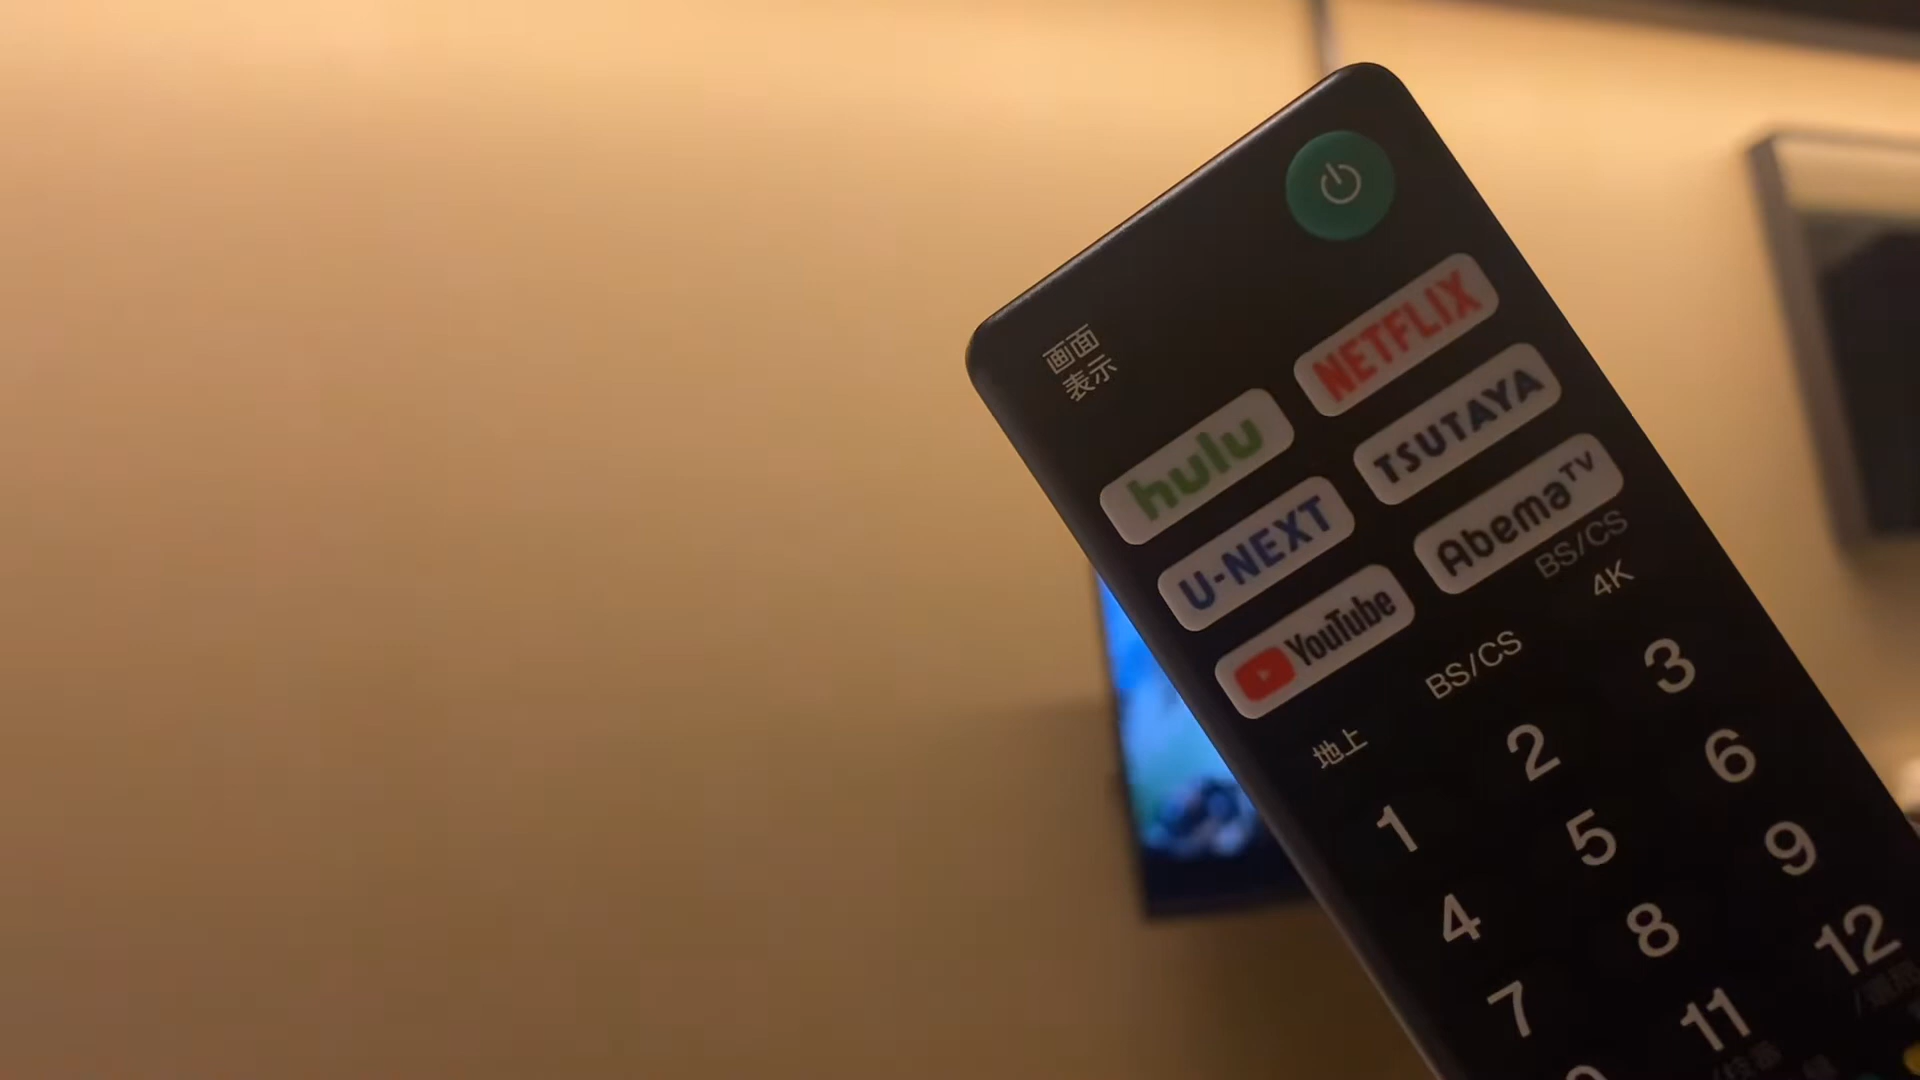 画面
表示
hulu
NETFLIX
U-NEXT
TSUTAYA
YouTube
AbemaTV
地上
BS/CS
BS/CS
4K
1
2
3
4
5
6
7
8
9
11
12